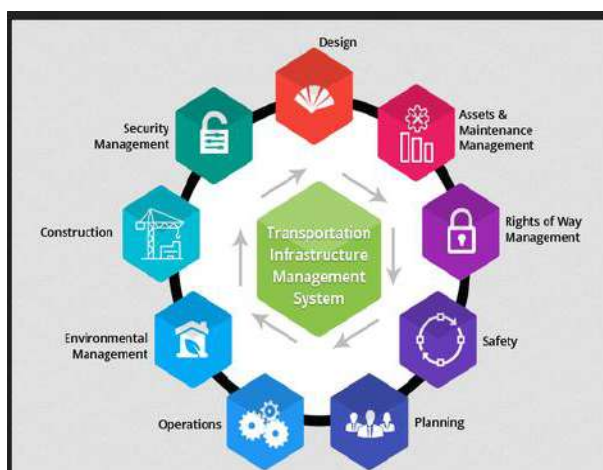 Design
Assets &
Maintenance
Management
Rights of Way
Management
Safety
Planning
Operations
Environmental
Management
Construction
Security
Management
Transportation
Infrastructure
Management
System